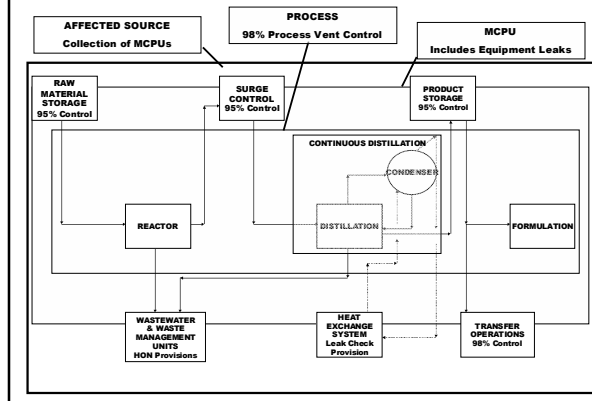 AFFECTED SOURCE
Collection of MCPUs
PROCESS
98% Process Vent Control
MCPU
Includes Equipment Leaks
RAW
MATERIAL
STORAGE
95% Control
SURGE
CONTROL
95% Control
PRODUCT
STORAGE
95% Control
CONTINUOUS DISTILLATION
CONDENSER
REACTOR
DISTILLATION
FORMULATION
WASTEWATER
& WASTE
MANAGEMENT
UNITS
HON Provisions
HEAT
EXCHANGE
SYSTEM
Leak Check
Provision
TRANSFER
OPERATIONS
98% Control